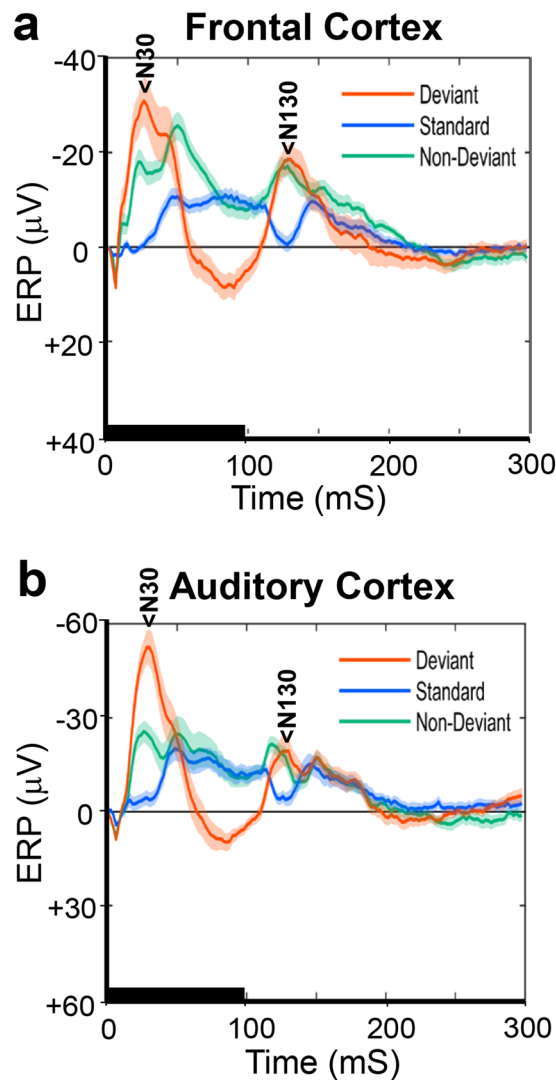 a Frontal Cortex
-40
<N30
<N130
Deviant
Standard
Non-Deviant
-20
0
+20
+40
ERP (μV)
0 100 200 300
Time (mS)
b Auditory Cortex
-60
<N30
<N130
Deviant
Standard
Non-Deviant
-30
0
+30
+60
ERP (μV)
0 100 200 300
Time (mS)